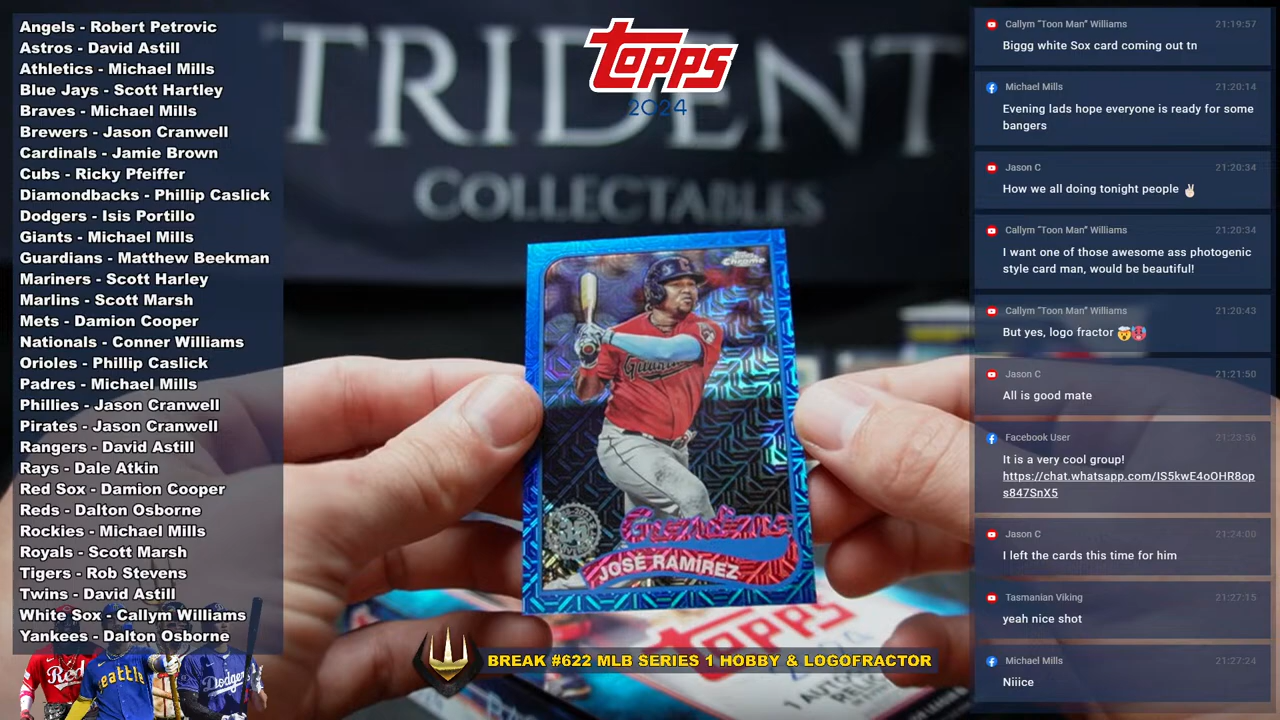 Angels - Robert Petrovic
Astros - David Astill
Athletics - Michael Mills
Blue Jays - Scott Hartley
Braves - Michael Mills
Brewers - Jason Cranwell
Cardinals - Jamie Brown
Cubs - Ricky Pfeiffer
Diamondbacks - Phillip Caslick
Dodgers - Isis Portillo
Giants - Michael Mills
Guardians - Matthew Beekman
Mariners - Scott Harley
Marlins - Scott Marsh
Mets - Damion Cooper
Nationals - Conner Williams
Orioles - Phillip Caslick
Padres - Michael Mills
Phillies - Jason Cranwell
Pirates - Jason Cranwell
Rangers - David Astill
Rays - Dale Atkin
Red Sox - Damion Cooper
Reds - Dalton Osborne
Rockies - Michael Mills
Royals - Scott Marsh
Tigers - Rob Stevens
Twins - David Astill
White Sox - Callym Williams
Yankees - Dalton Osborne
Reds
Seattle
Dodgers
TRIDENT
COLLECTABLES
Topps
2024
Topps
Chrome
Guardians
35
Guardians
JOSÉ RAMÍREZ
TOPPS
1 AUTO
BREAK #622 MLB SERIES 1 HOBBY & LOGOFRACTOR
Callym "Toon Man" Williams 21:19:57
Biggg white Sox card coming out tn
Michael Mills 21:20:14
Evening lads hope everyone is ready for some
bangers
Jason C 21:20:34
How we all doing tonight people ✌🏻
Callym "Toon Man" Williams 21:20:34
I want one of those awesome ass photogenic
style card man, would be beautiful!
Callym "Toon Man" Williams 21:20:43
But yes, logo fractor 🤯🥵
Jason C 21:21:50
All is good mate
Facebook User 21:23:56
It is a very cool group!
https://chat.whatsapp.com/IS5kwE4oOHR8op
s847SnX5
Jason C 21:24:00
I left the cards this time for him
Tasmanian Viking 21:27:15
yeah nice shot
Michael Mills 21:27:24
Niiice